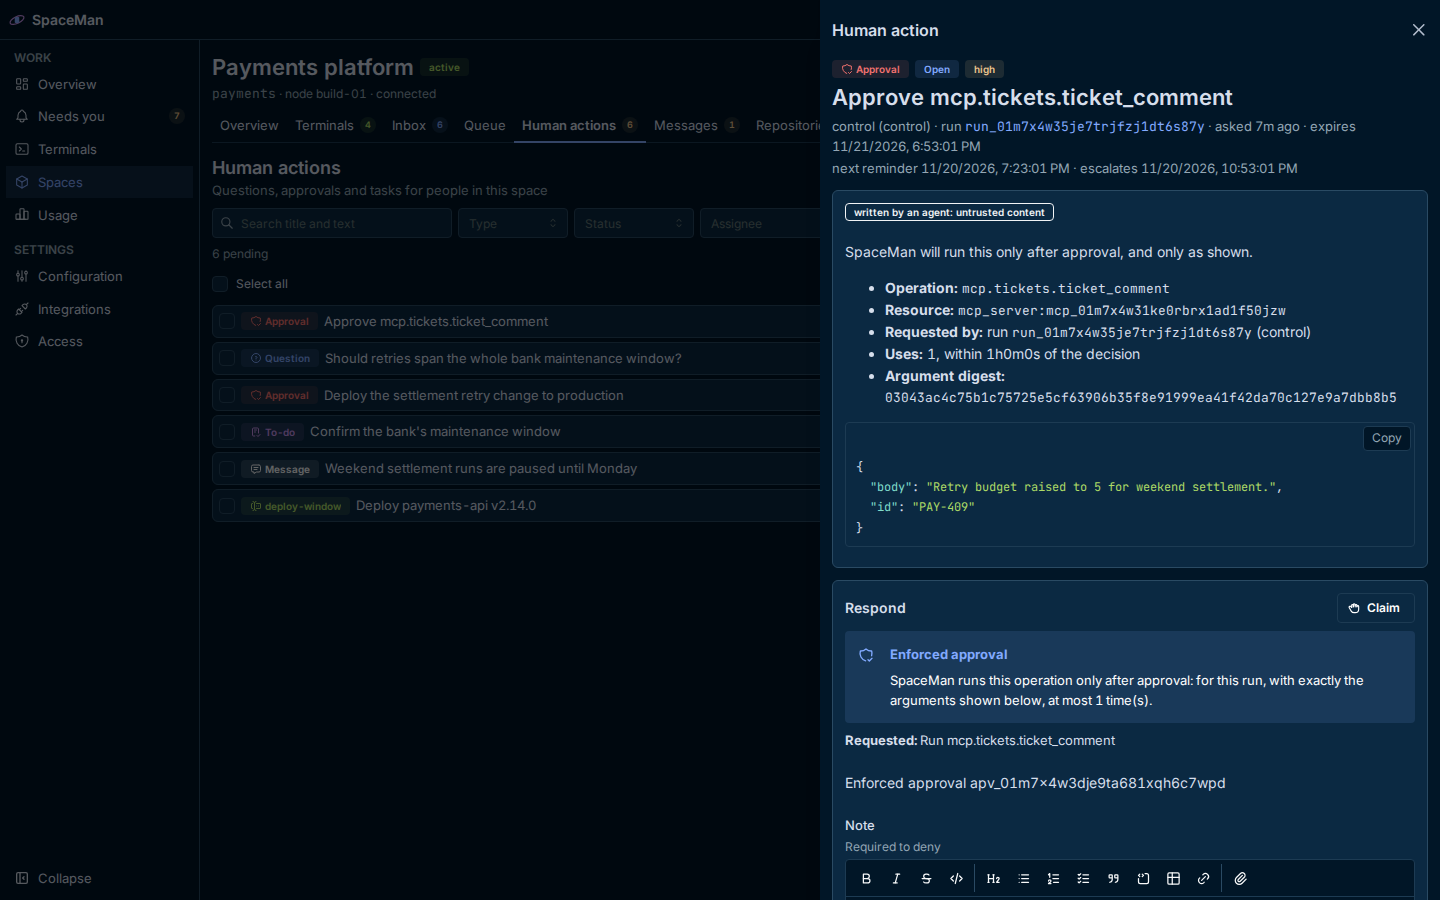 SpaceMan
WORK
Overview
Needs you 7
Terminals
Spaces
Usage
SETTINGS
Configuration
Integrations
Access
Collapse
Payments platform active
payments · node build-01 · connected
Overview Terminals 4 Inbox 6 Queue Human actions 6 Messages 1 Repositori
Human actions
Questions, approvals and tasks for people in this space
Search title and text Type Status Assignee
6 pending
Select all
Approval Approve mcp.tickets.ticket_comment
Question Should retries span the whole bank maintenance window?
Approval Deploy the settlement retry change to production
To-do Confirm the bank's maintenance window
Message Weekend settlement runs are paused until Monday
deploy-window Deploy payments-api v2.14.0
Human action
Approval Open high
Approve mcp.tickets.ticket_comment
control (control) · run run_01m7x4w35je7trjfzj1dt6s87y · asked 7m ago · expires
11/21/2026, 6:53:01 PM
next reminder 11/20/2026, 7:23:01 PM · escalates 11/20/2026, 10:53:01 PM
written by an agent: untrusted content
SpaceMan will run this only after approval, and only as shown.
• Operation: mcp.tickets.ticket_comment
• Resource: mcp_server:mcp_01m7x4w31ke0rbrx1ad1f50jzw
• Requested by: run run_01m7x4w35je7trjfzj1dt6s87y (control)
• Uses: 1, within 1h0m0s of the decision
• Argument digest:
03043ac4c75b1c75725e5cf63906b35f8e91999ea41f42da70c127e9a7dbb8b5
Copy
{
"body": "Retry budget raised to 5 for weekend settlement.",
"id": "PAY-409"
}
Respond Claim
Enforced approval
SpaceMan runs this operation only after approval: for this run, with exactly the
arguments shown below, at most 1 time(s).
Requested: Run mcp.tickets.ticket_comment
Enforced approval apv_01m7x4w3dje9ta681xqh6c7wpd
Note
Required to deny
B I S </> H2